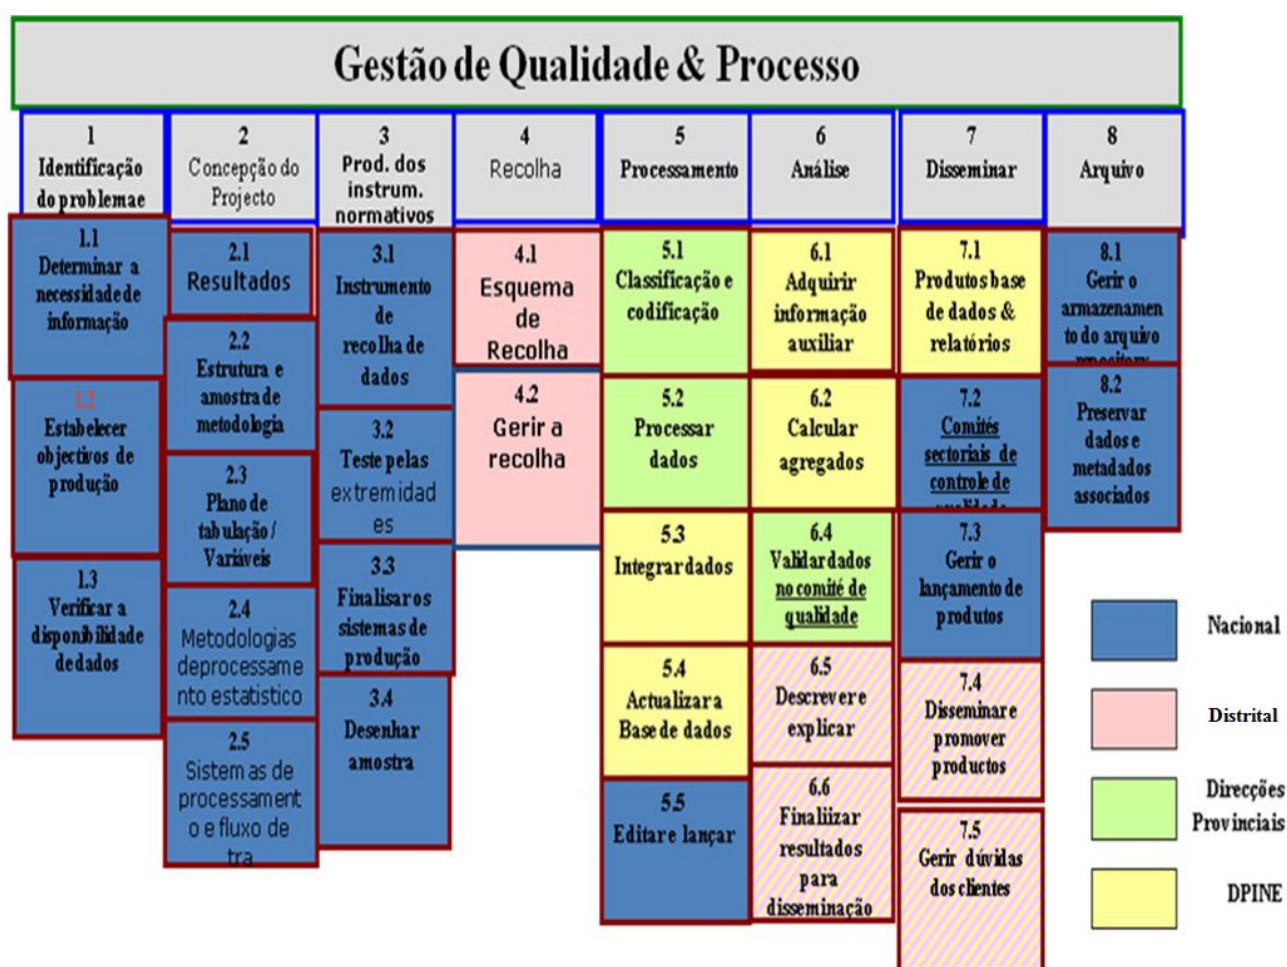 Gestão de Qualidade & Processo
1
Identificação
do problemae
2
Concepção do
Projecto
3
Prod. dos
instrum.
normativos
4
Recolha
5
Processamento
6
Análise
7
Disseminar
8
Arquivo
1.1
Determinar a
necessidade de
informação
1.2
Estabelecer
objectivos de
produção
1.3
Verificar a
disponibilidade
de dados
2.1
Resultados
2.2
Estrutura e
amostra de
metodologia
2.3
Plano de
tabulação /
Variáveis
2.4
Metodologias
deprocessame
nto estatistico
2.5
Sistemas de
processament
o e fluxo de
tra
3.1
Instrumento
de
recolha de
dados
3.2
Teste pelas
extremidad
es
3.3
Finalisar os
sistemas de
produção
3.4
Desenhar
amostra
4.1
Esquema
de
Recolha
4.2
Gerir a
recolha
5.1
Classificação e
codificação
5.2
Processar
dados
5.3
Integrar dados
5.4
Actualizar a
Base de dados
5.5
Editar e lançar
6.1
Adquirir
informação
auxiliar
6.2
Calcular
agregados
6.4
Validar dados
no comité de
qualidade
6.5
Descrever e
explicar
6.6
Finaliizar
resultados
para
disseminação
7.1
Produtos base
de dados &
relatórios
7.2
Comités
sectoriais de
controle de
qualidade
7.3
Gerir o
lançamento de
produtos
7.4
Disseminar e
promover
productos
7.5
Gerir dúvidas
dos clientes
8.1
Gerir o
armazenamen
to do arquivo
repository
8.2
Preservar
dados e
metadados
associados
Nacional
Distrital
Direcções
Provinciais
DPINE